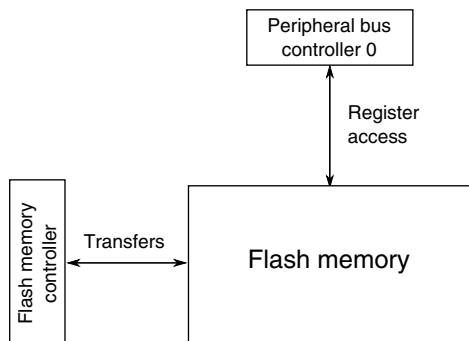 Peripheral bus
controller 0
Register
access
Flash memory
controller
Transfers
Flash memory